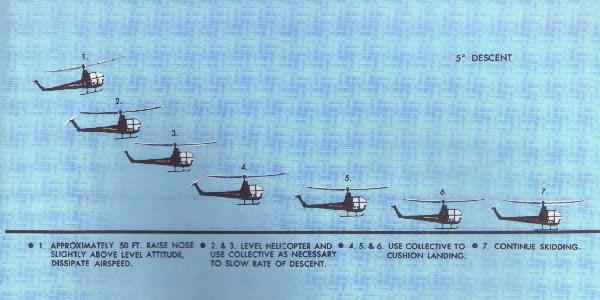 5° DESCENT
1.
2.
3.
4.
5.
6.
7.
● 1. APPROXIMATELY 50 FT. RAISE NOSE
SLIGHTLY ABOVE LEVEL ATTITUDE,
DISSIPATE AIRSPEED.
● 2. & 3. LEVEL HELICOPTER AND
USE COLLECTIVE AS NECESSARY
TO SLOW RATE OF DESCENT.
● 4, 5, & 6. USE COLLECTIVE TO
CUSHION LANDING.
● 7. CONTINUE SKIDDING.